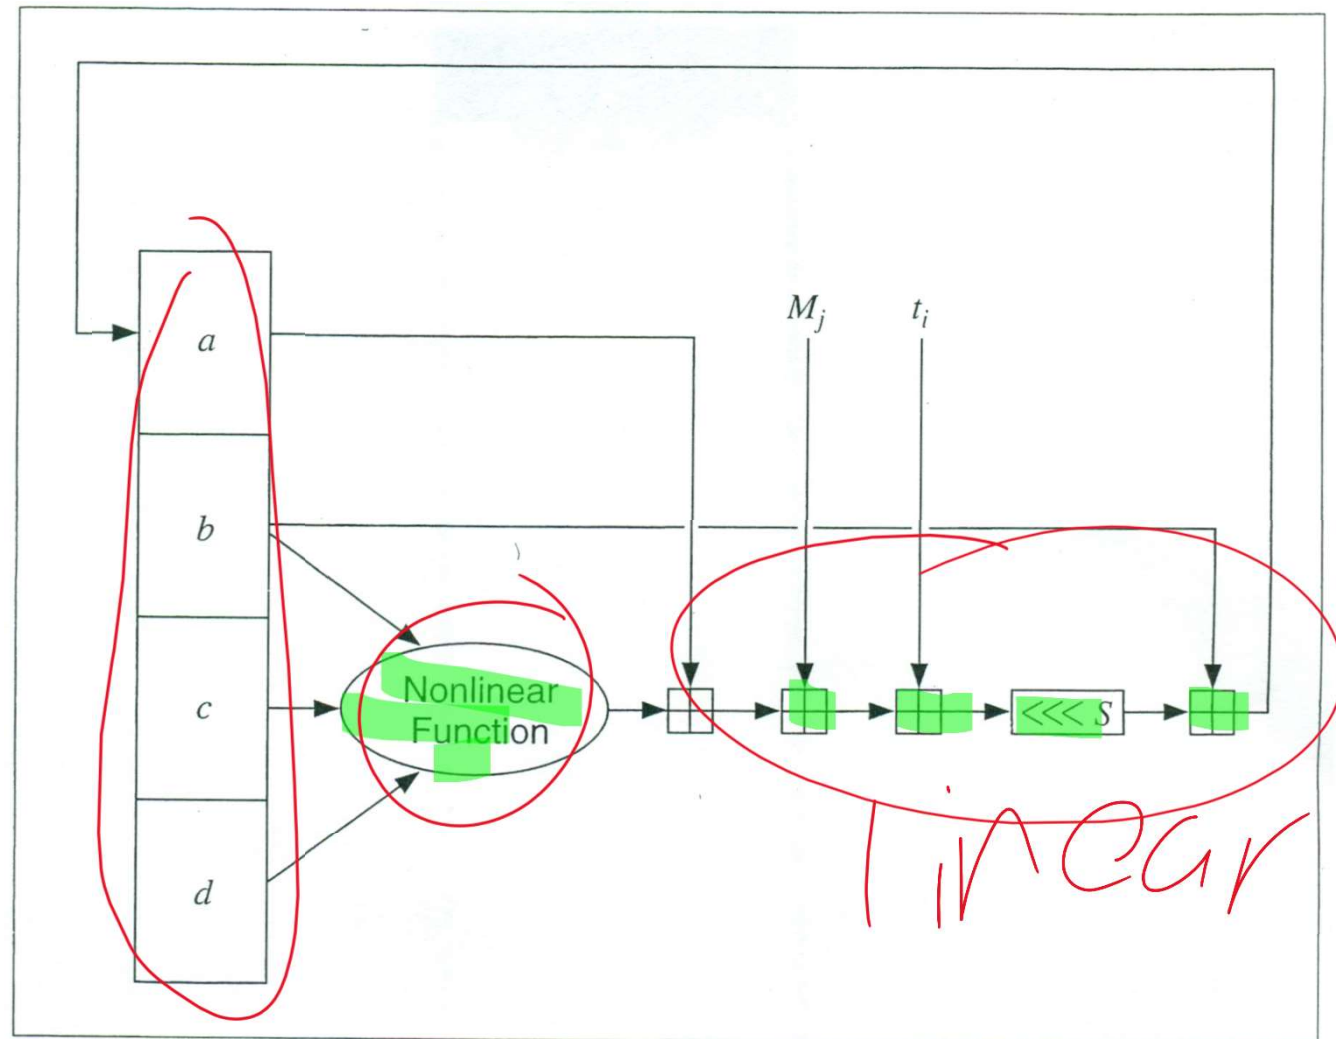 M_j
t_i
a
b
c
d
Nonlinear
Function
<<< S
linear